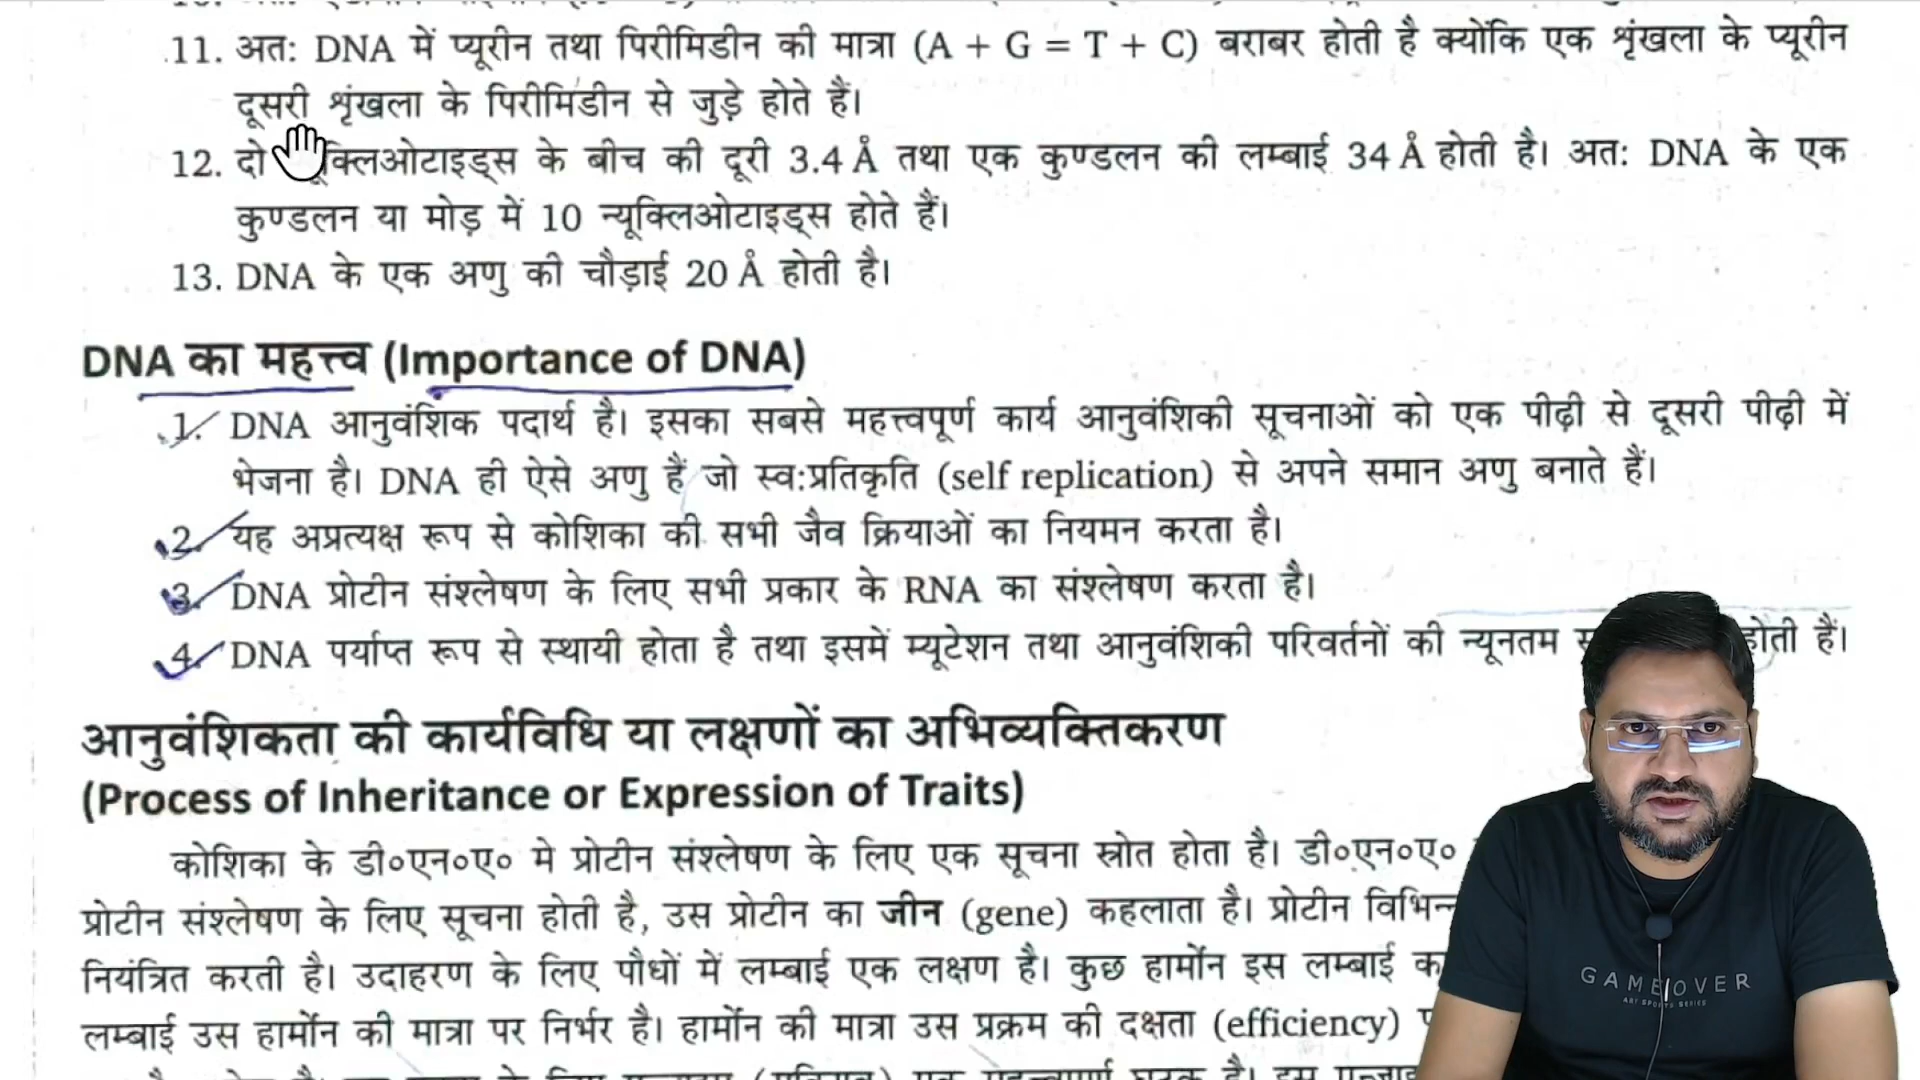 11. अत: DNA में प्यूरीन तथा पिरीमिडीन की मात्रा (A + G = T + C) बराबर होती है क्योंकि एक शृंखला के प्यूरीन
दूसरी शृंखला के पिरीमिडीन से जुड़े होते हैं।
12. दो के बीच की दूरी 3.4 Å तथा एक कुण्डलन की लम्बाई 34 Å होती है। अत: DNA के एक
कुण्डलन या मोड़ में 10 न्यूक्लिओटाइड्स होते हैं।
13. DNA के एक अणु की चौड़ाई 20 Å होती है।
DNA का महत्त्व (Importance of DNA)
1. DNA आनुवंशिक पदार्थ है। इसका सबसे महत्त्वपूर्ण कार्य आनुवंशिकी सूचनाओं को एक पीढ़ी से दूसरी पीढ़ी में
भेजना है। DNA ही ऐसे अणु हैं जो स्व:प्रतिकृति (self replication) से अपने समान अणु बनाते हैं।
2. यह अप्रत्यक्ष रूप से कोशिका की सभी जैव क्रियाओं का नियमन करता है।
3. DNA प्रोटीन संश्लेषण के लिए सभी प्रकार के RNA का संश्लेषण करता है।
4. DNA पर्याप्त रूप से स्थायी होता है तथा इसमें म्यूटेशन तथा आनुवंशिकी परिवर्तनों की न्यूनतम होती हैं।
आनुवंशिकता की कार्यविधि या लक्षणों का अभिव्यक्तिकरण
(Process of Inheritance or Expression of Traits)
कोशिका के डी०एन०ए० मे प्रोटीन संश्लेषण के लिए एक सूचना स्रोत होता है। डी०एन०ए०
प्रोटीन संश्लेषण के लिए सूचना होती है, उस प्रोटीन का जीन (gene) कहलाता है। प्रोटीन
नियंत्रित करती है। उदाहरण के लिए पौधों में लम्बाई एक लक्षण है। कुछ हार्मोन इस लम्बाई
लम्बाई उस हार्मोन की मात्रा पर निर्भर है। हार्मोन की मात्रा उस प्रक्रम की दक्षता (efficiency)
GAME OVER
ART SPORTS SERIES